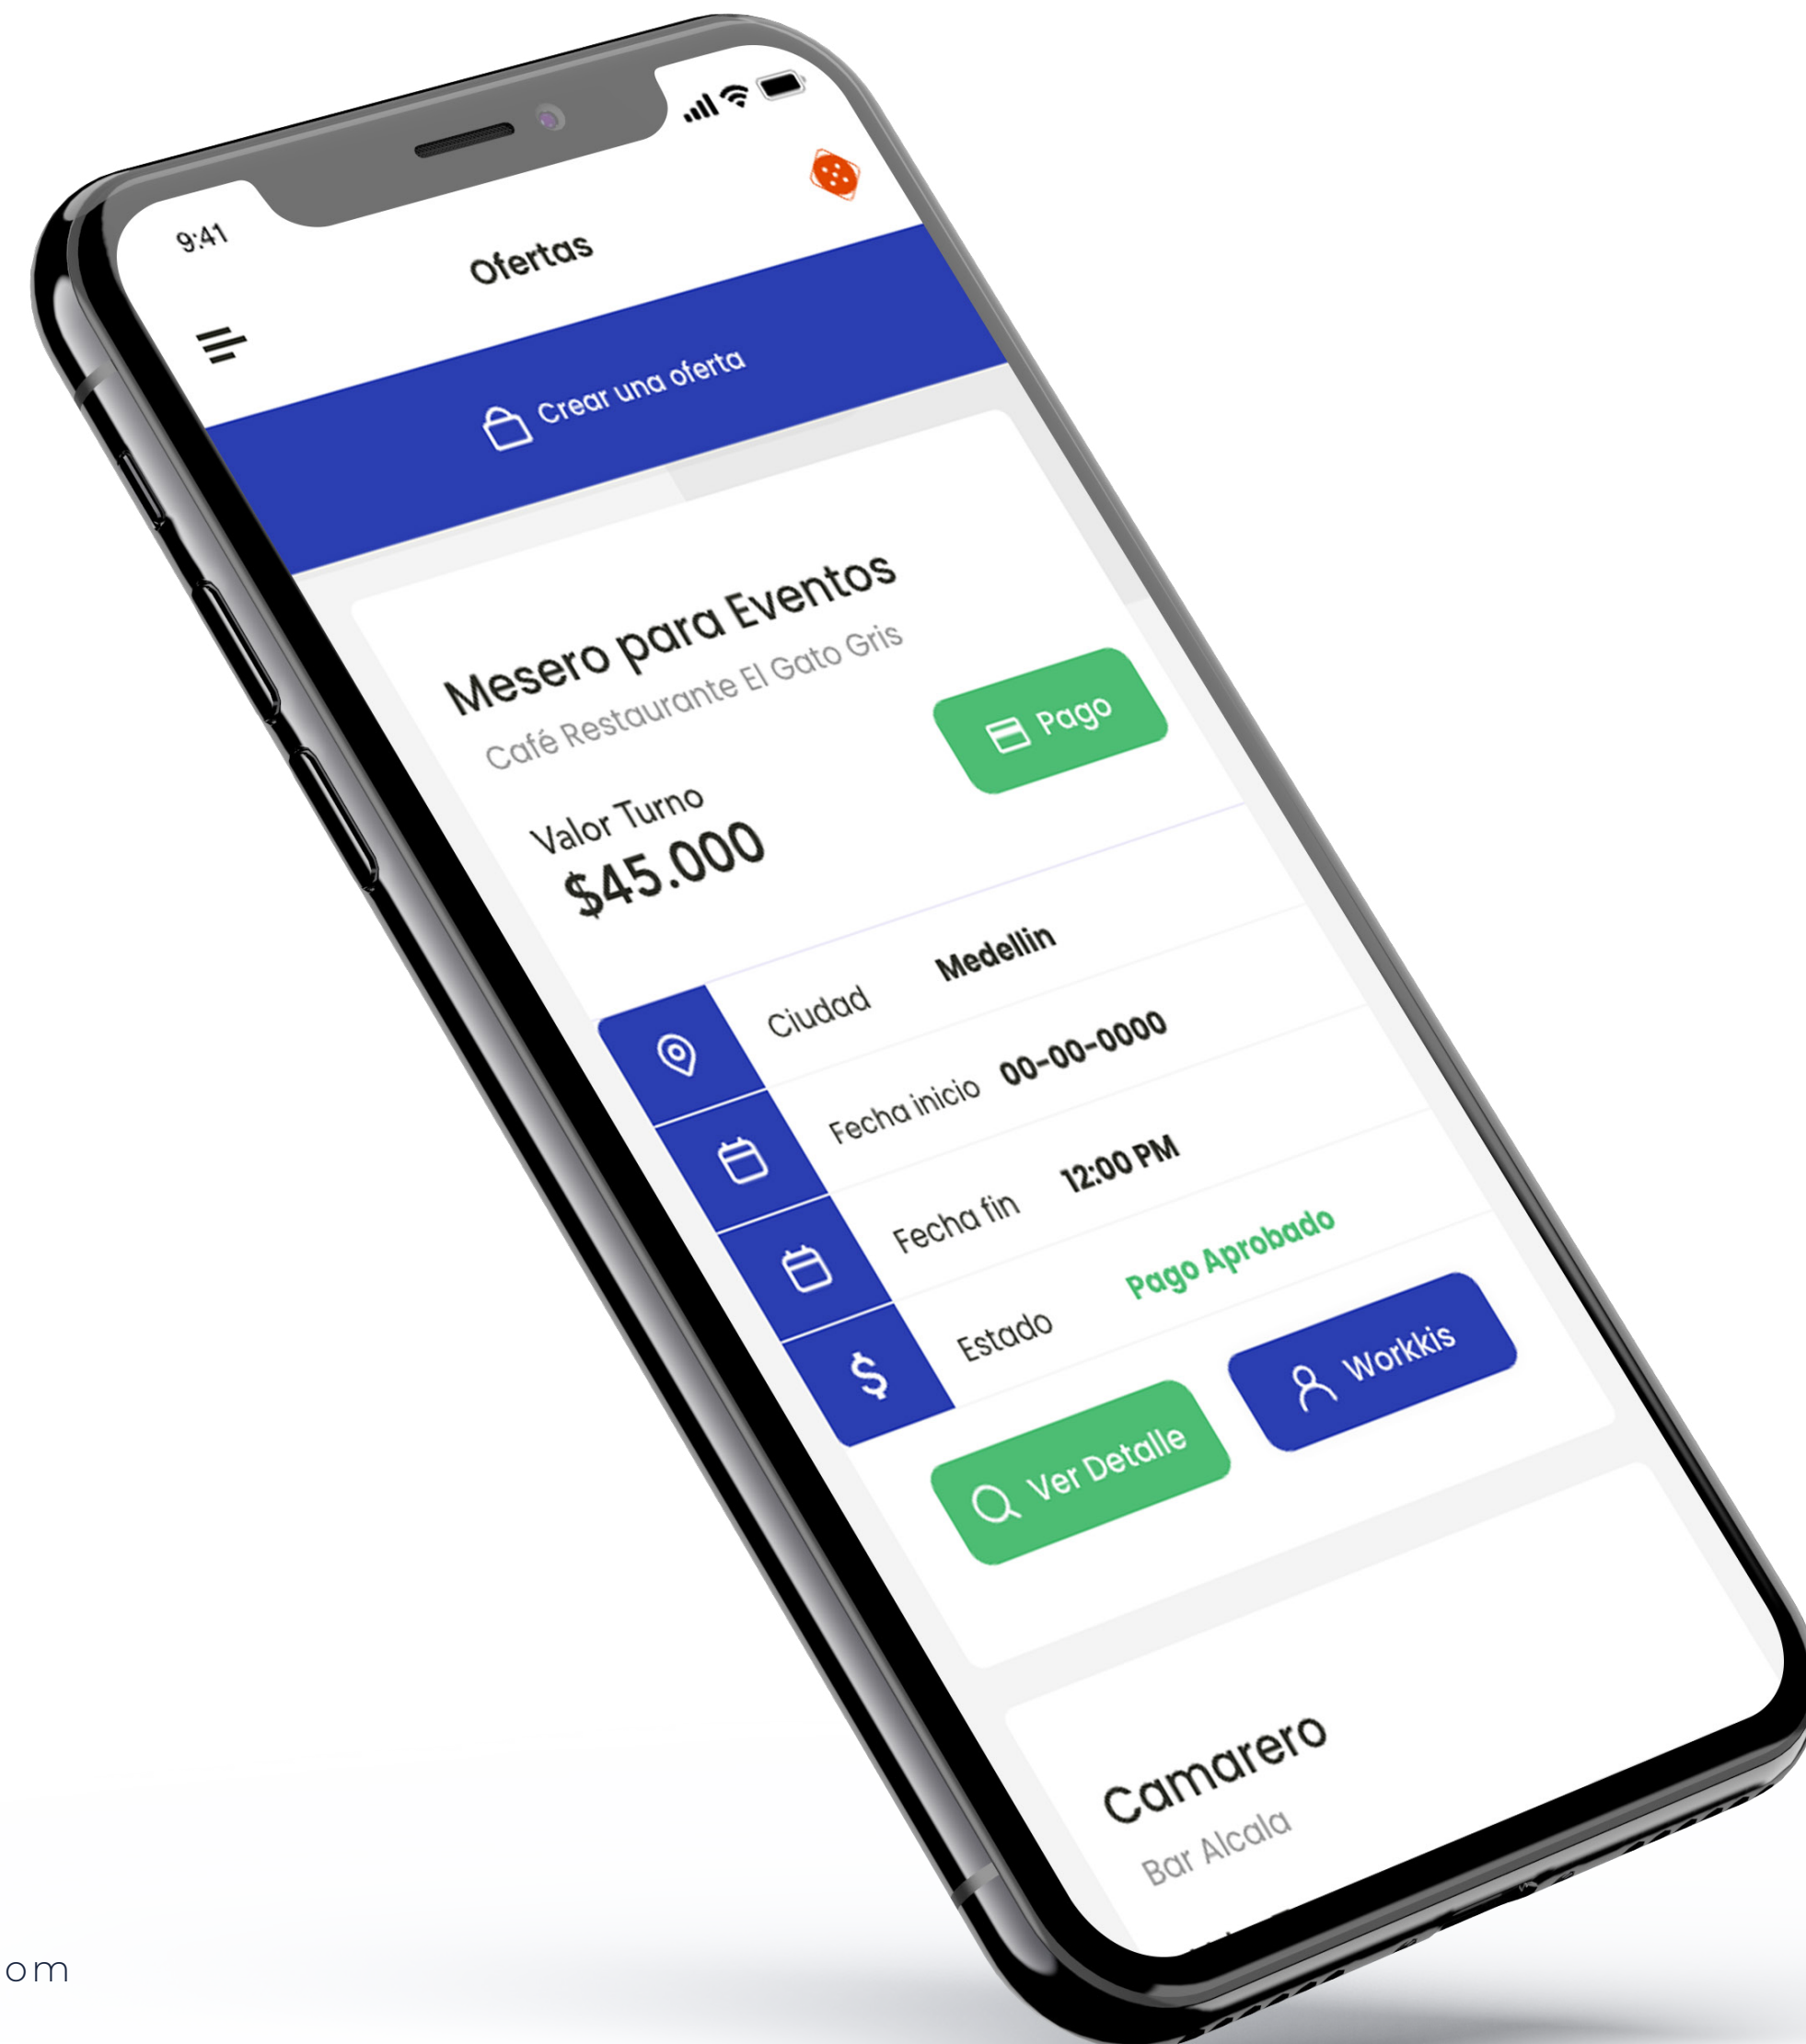 9:41
Ofertas
Crear una oferta
Mesero para Eventos
Café Restaurante El Gato Gris
Pago
Valor Turno
$45.000
Ciudad Medellin
Fecha inicio 00-00-0000
Fecha fin 12:00 PM
Estado Pago Aprobado
Ver Detalle
Workkis
Camarero
Bar Alcala
om